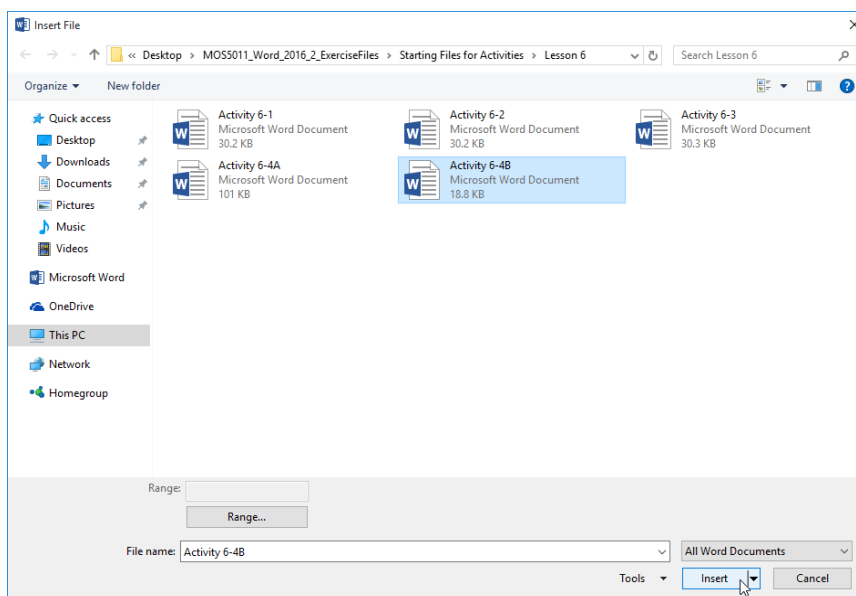 Insert File
« Desktop > MOS5011_Word_2016_2_ExerciseFiles > Starting Files for Activities > Lesson 6
Search Lesson 6
Organize
New folder
Quick access
Desktop
Downloads
Documents
Pictures
Music
Videos
Microsoft Word
OneDrive
This PC
Network
Homegroup
Activity 6-1
Microsoft Word Document
30.2 KB
Activity 6-2
Microsoft Word Document
30.2 KB
Activity 6-3
Microsoft Word Document
30.3 KB
Activity 6-4A
Microsoft Word Document
101 KB
Activity 6-4B
Microsoft Word Document
18.8 KB
Range:
Range...
File name: Activity 6-4B
All Word Documents
Tools
Insert
Cancel